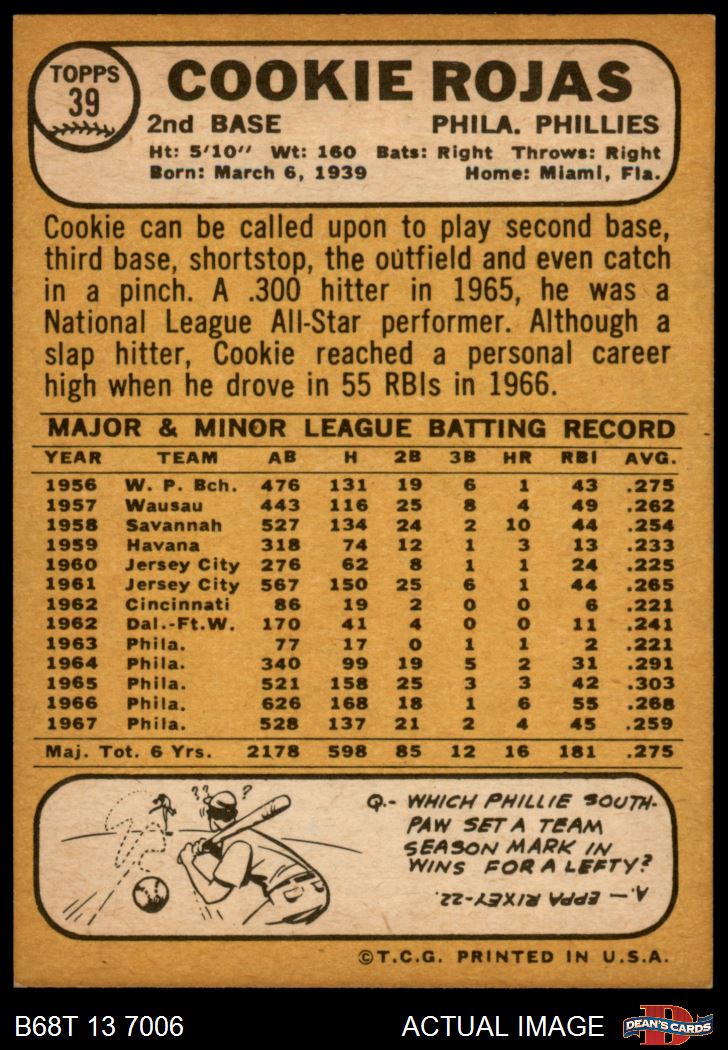 TOPPS
39
COOKIE ROJAS
2nd BASE PHILA. PHILLIES
Ht: 5'10'' Wt: 160 Bats: Right Throws: Right
Born: March 6, 1939 Home: Miami, Fla.
Cookie can be called upon to play second base,
third base, shortstop, the outfield and even catch
in a pinch. A .300 hitter in 1965, he was a
National League All-Star performer. Although a
slap hitter, Cookie reached a personal career
high when he drove in 55 RBIs in 1966.
MAJOR & MINOR LEAGUE BATTING RECORD
YEAR TEAM AB H 2B 3B HR RBI AVG.
1956 W. P. Bch. 476 131 19 6 1 43 .275
1957 Wausau 443 116 25 8 4 49 .262
1958 Savannah 527 134 24 2 10 44 .254
1959 Havana 318 74 12 1 3 13 .233
1960 Jersey City 276 62 8 1 1 24 .225
1961 Jersey City 567 150 25 6 1 44 .265
1962 Cincinnati 86 19 2 0 0 6 .221
1962 Dal.-Ft.W. 170 41 4 0 0 11 .241
1963 Phila. 77 17 0 1 1 2 .221
1964 Phila. 340 99 19 5 2 31 .291
1965 Phila. 521 158 25 3 3 42 .303
1966 Phila. 626 168 18 1 6 55 .268
1967 Phila. 528 137 21 2 4 45 .259
Maj. Tot. 6 Yrs. 2178 598 85 12 16 181 .275
? ? ?
Q.- WHICH PHILLIE SOUTH-
PAW SET A TEAM
SEASON MARK IN
WINS FOR A LEFTY?
A. — EPPA RIXEY-22.
©T.C.G. PRINTED IN U.S.A.
B68T 13 7006 ACTUAL IMAGE
D
DEAN'S CARDS